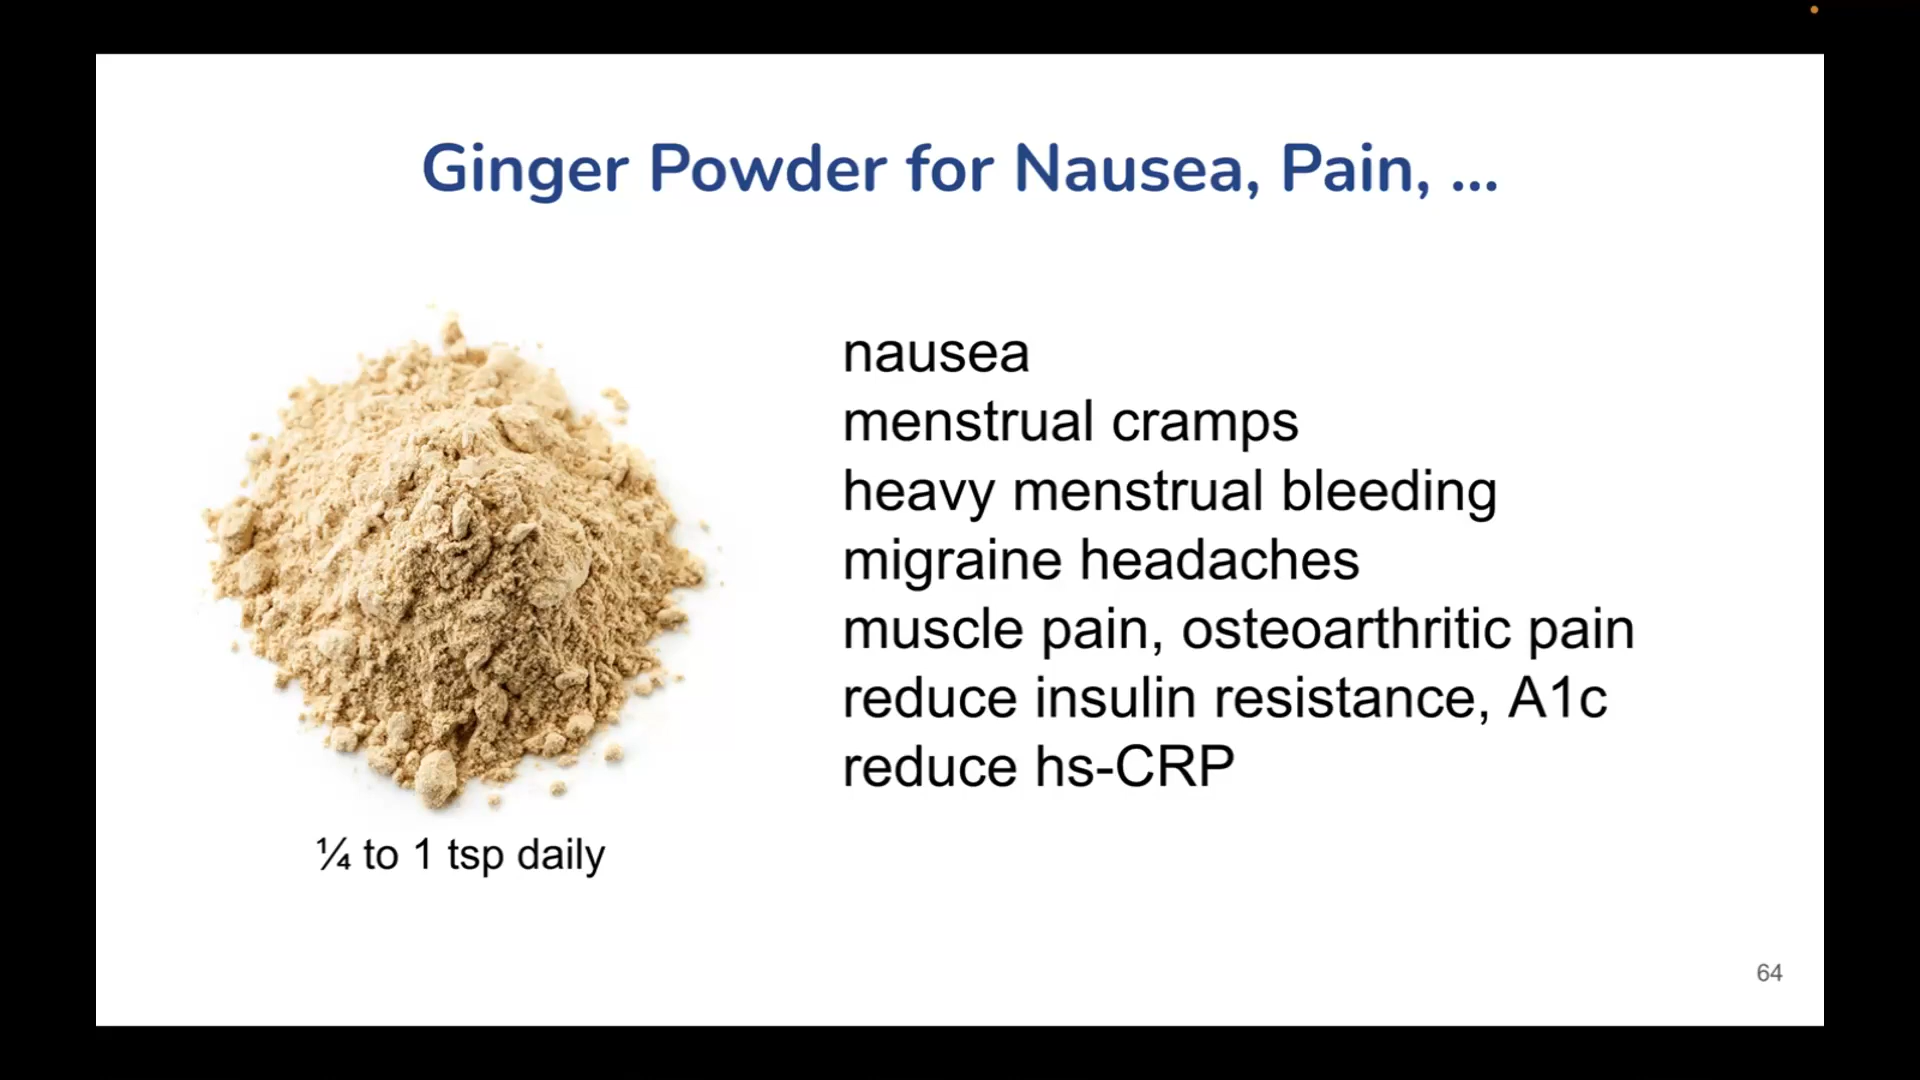 Ginger Powder for Nausea, Pain, ...
nausea
menstrual cramps
heavy menstrual bleeding
migraine headaches
muscle pain, osteoarthritic pain
reduce insulin resistance, A1c
reduce hs-CRP
¼ to 1 tsp daily
64